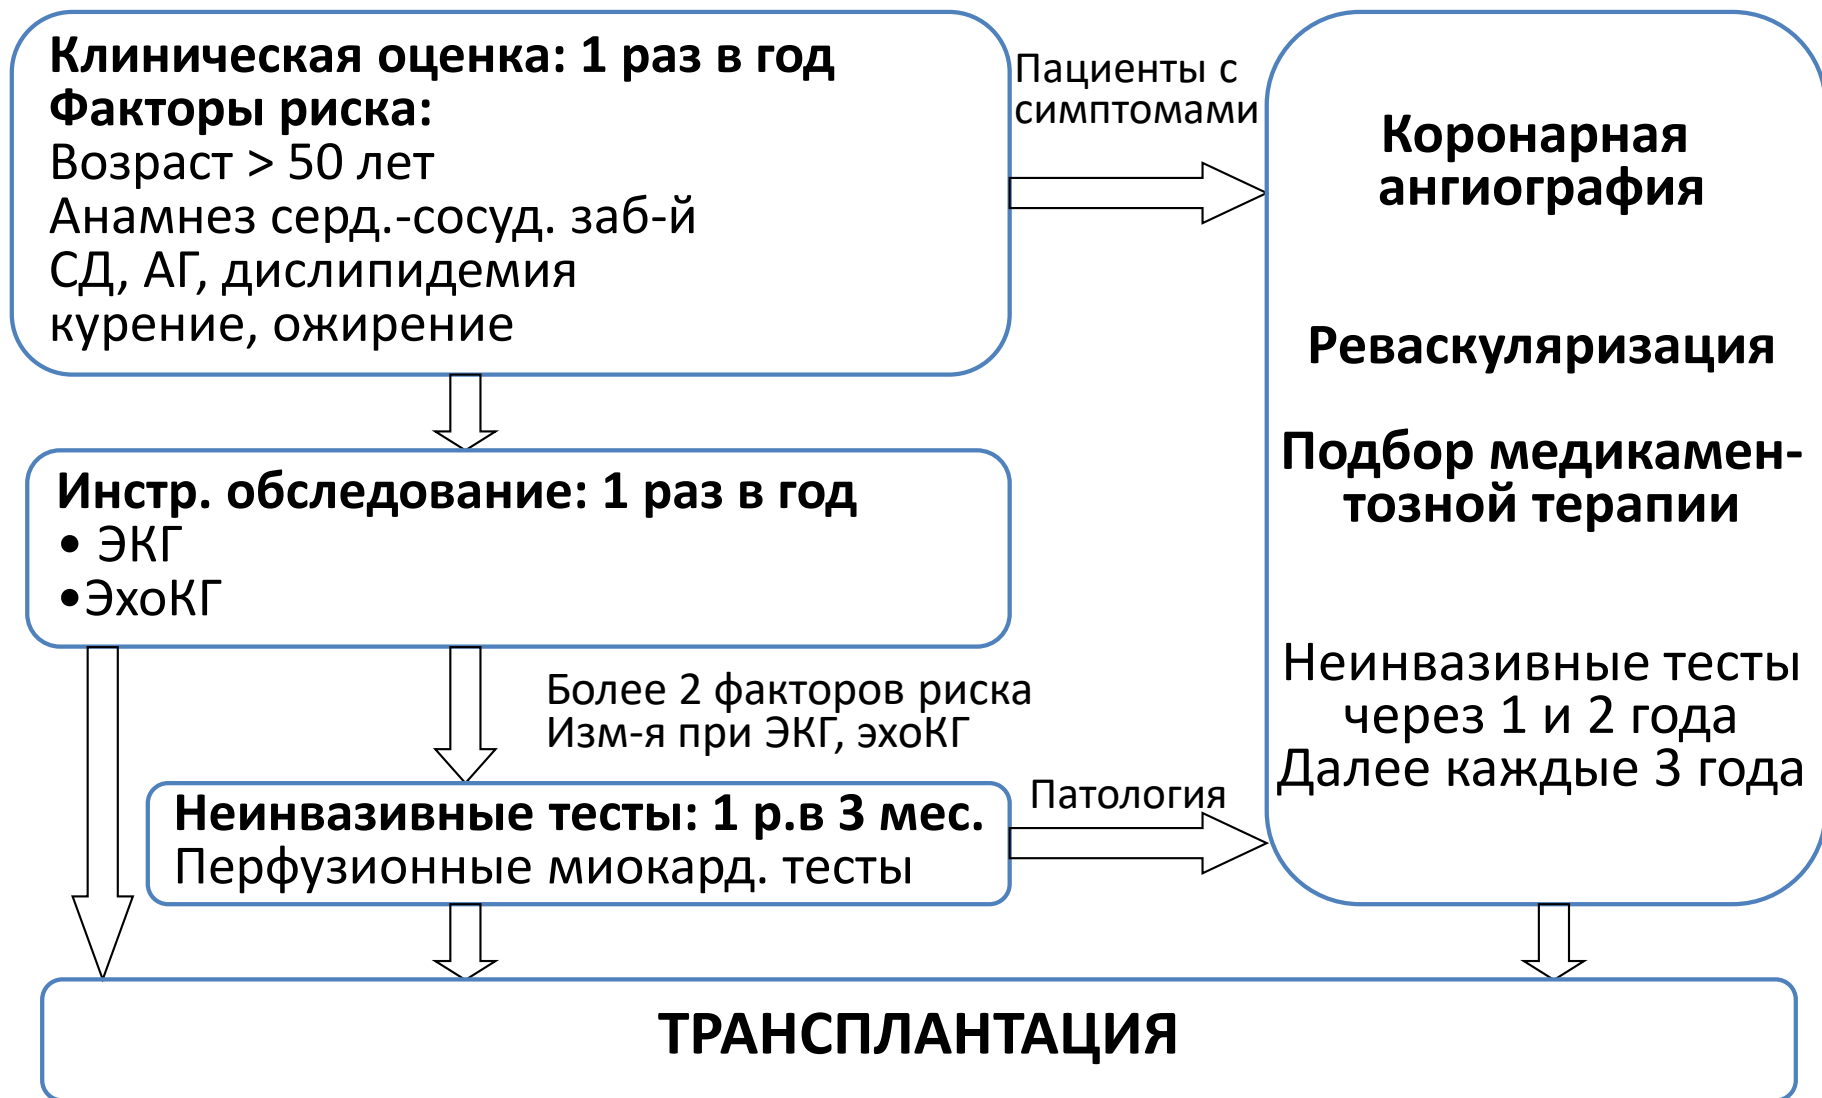 Клиническая оценка: 1 раз в год
Факторы риска:
Возраст > 50 лет
Анамнез серд.-сосуд. заб-й
СД, АГ, дислипидемия
курение, ожирение
Пациенты с
симптомами
Коронарная
ангиография
Реваскуляризация
Подбор медикамен-
тозной терапии
Неинвазивные тесты
через 1 и 2 года
Далее каждые 3 года
Инстр. обследование: 1 раз в год
• ЭКГ
•ЭхоКГ
Более 2 факторов риска
Изм-я при ЭКГ, эхоКГ
Неинвазивные тесты: 1 р.в 3 мес.
Перфузионные миокард. тесты
Патология
ТРАНСПЛАНТАЦИЯ